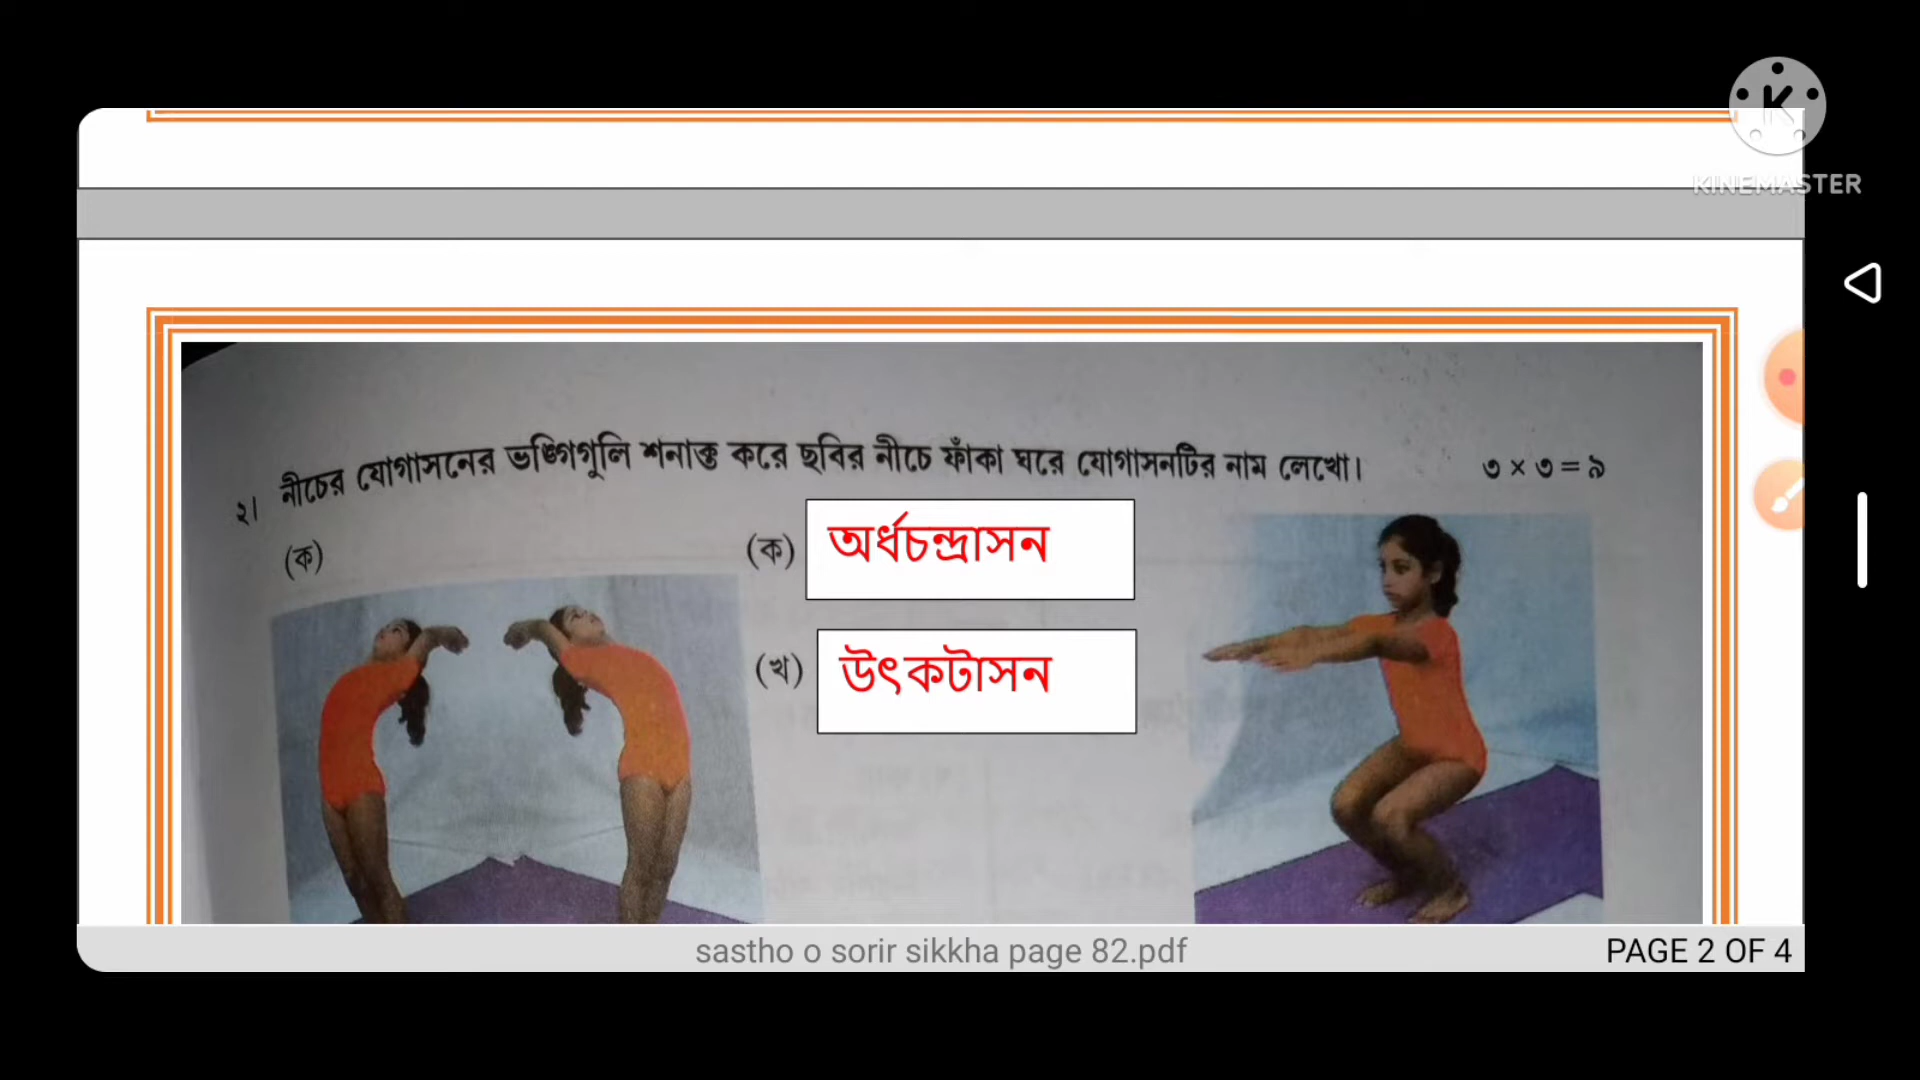 KINEMASTER
২। নীচের যোগাসনের ভঙ্গিগুলি শনাক্ত করে ছবির নীচে ফাঁকা ঘরে যোগাসনটির নাম লেখো। ৩ × ৩ = ৯
(ক)
(ক) অর্ধচন্দ্রাসন
(খ) উৎকটাসন
sastho o sorir sikkha page 82.pdf
PAGE 2 OF 4